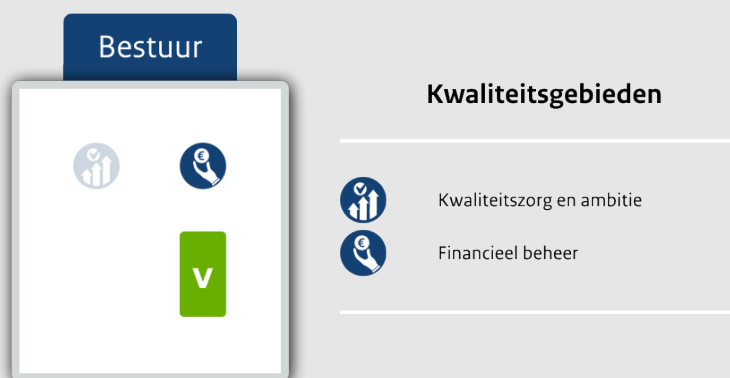 Bestuur
Kwaliteitsgebieden
Kwaliteitszorg en ambitie
€
Financieel beheer
€
V